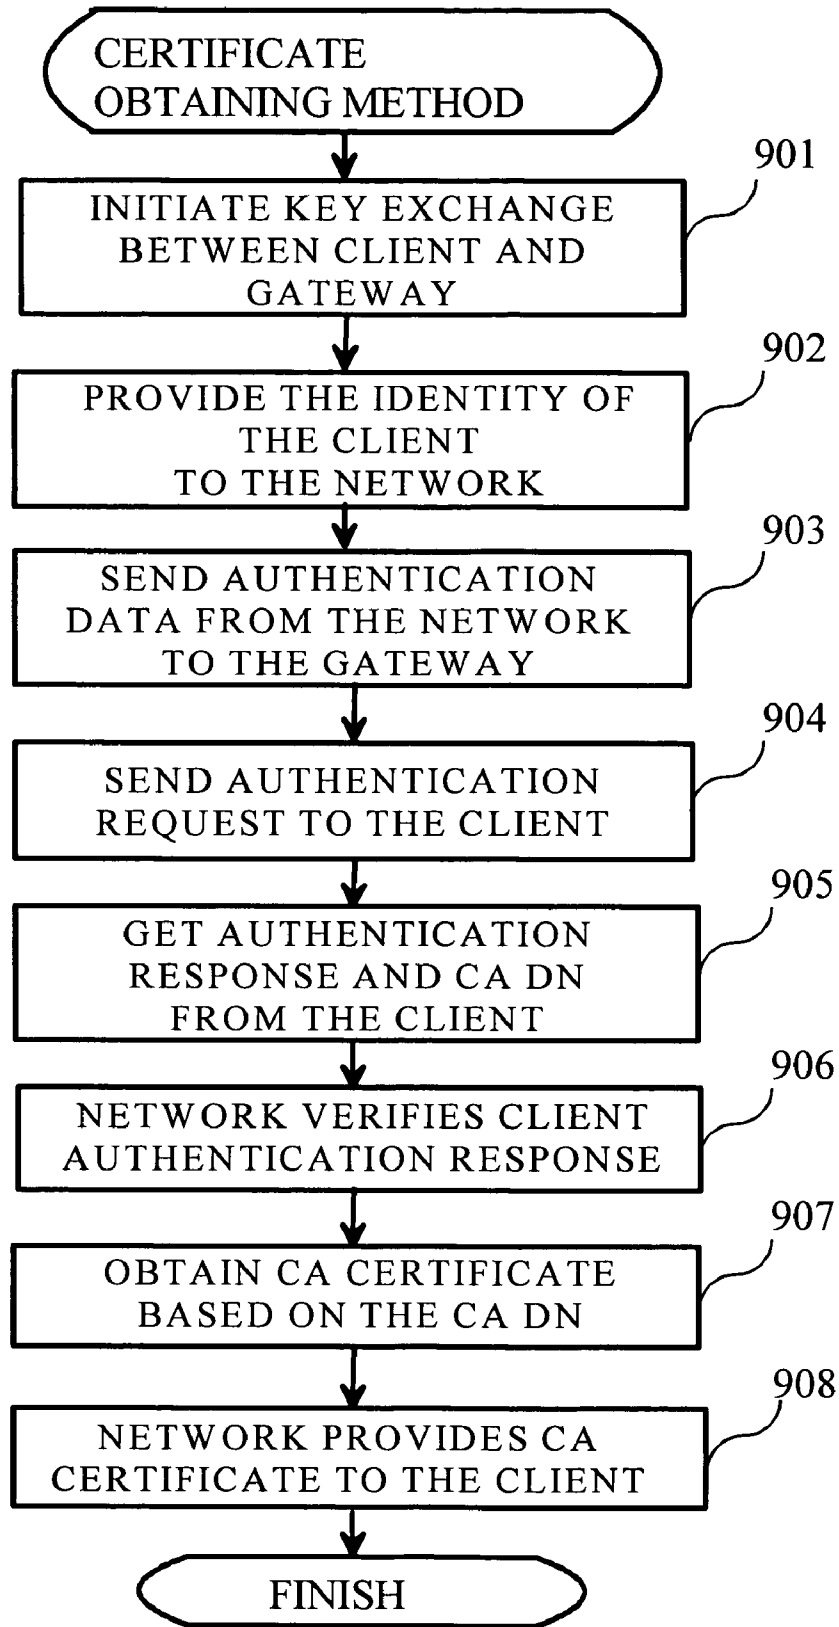 CERTIFICATE
OBTAINING METHOD
901
INITIATE KEY EXCHANGE
BETWEEN CLIENT AND
GATEWAY
902
PROVIDE THE IDENTITY OF
THE CLIENT
TO THE NETWORK
903
SEND AUTHENTICATION
DATA FROM THE NETWORK
TO THE GATEWAY
904
SEND AUTHENTICATION
REQUEST TO THE CLIENT
905
GET AUTHENTICATION
RESPONSE AND CA DN
FROM THE CLIENT
906
NETWORK VERIFIES CLIENT
AUTHENTICATION RESPONSE
907
OBTAIN CA CERTIFICATE
BASED ON THE CA DN
908
NETWORK PROVIDES CA
CERTIFICATE TO THE CLIENT
FINISH